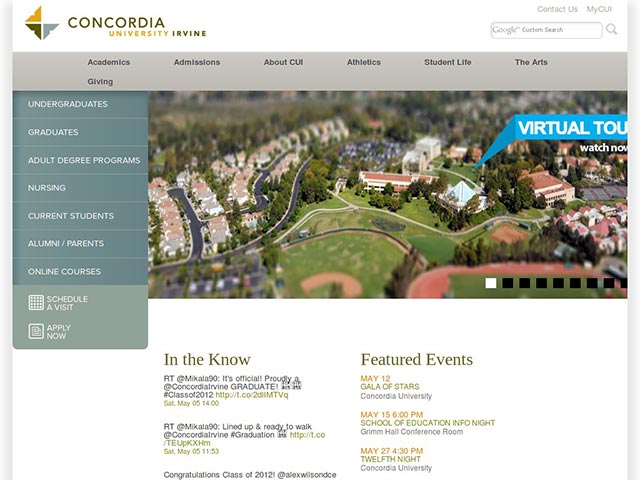 CONCORDIA
UNIVERSITY IRVINE
Contact Us MyCUI
Google™ Custom Search
Academics Admissions About CUI Athletics Student Life The Arts
Giving
UNDERGRADUATES
GRADUATES
ADULT DEGREE PROGRAMS
NURSING
CURRENT STUDENTS
ALUMNI / PARENTS
ONLINE COURSES
SCHEDULE
A VISIT
APPLY
NOW
VIRTUAL TOU
watch now
In the Know
RT @Mikala90: It's official! Proudly a
@ConcordiaIrvine GRADUATE!
#Classof2012 http://t.co/2dIIMTVq
Sat, May 05 14:00
RT @Mikala90: Lined up & ready to walk
@ConcordiaIrvine #Graduation http://t.co
/TEUpKXHm
Sat, May 05 11:53
Congratulations Class of 2012! @alexwilsondce
Featured Events
MAY 12
GALA OF STARS
Concordia University
MAY 15 6:00 PM
SCHOOL OF EDUCATION INFO NIGHT
Grimm Hall Conference Room
MAY 27 4:30 PM
TWELFTH NIGHT
Concordia University